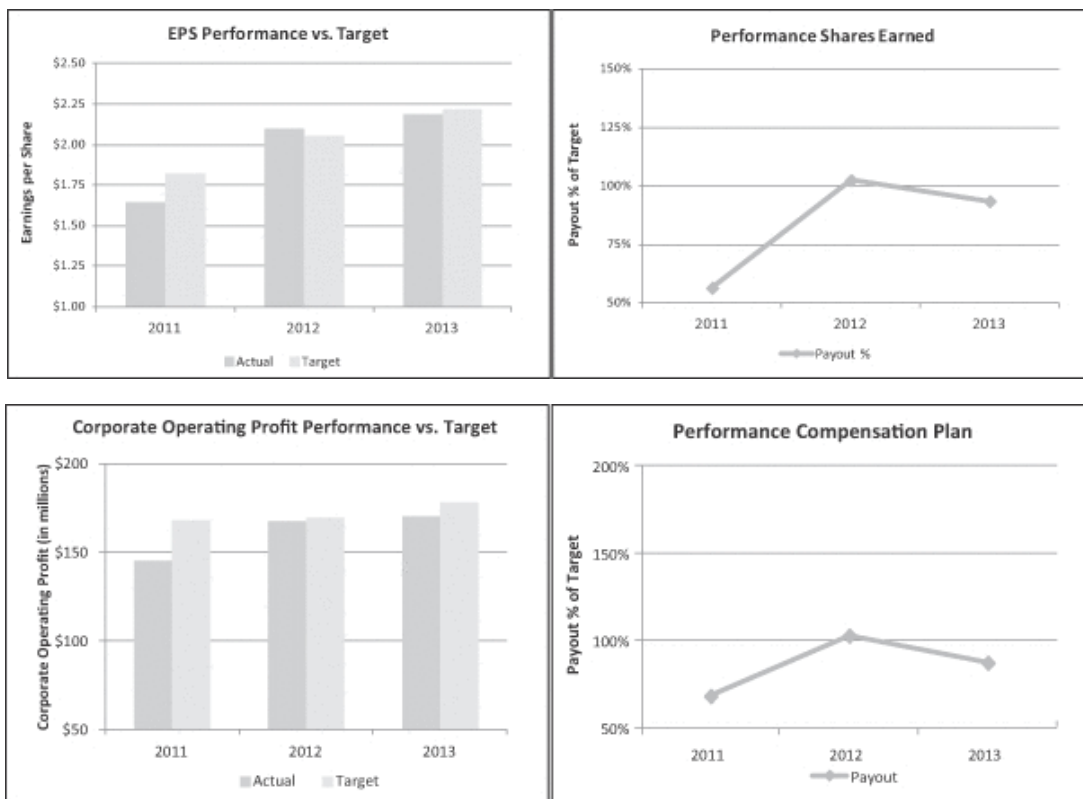 EPS Performance vs. Target
Earnings per Share
$2.50
$2.25
$2.00
$1.75
$1.50
$1.25
$1.00
2011 2012 2013
Actual Target
Performance Shares Earned
Payout % of Target
150%
125%
100%
75%
50%
2011 2012 2013
Payout %
Corporate Operating Profit Performance vs. Target
Corporate Operating Profit (in millions)
$200
$150
$100
$50
2011 2012 2013
Actual Target
Performance Compensation Plan
Payout % of Target
200%
150%
100%
50%
2011 2012 2013
Payout